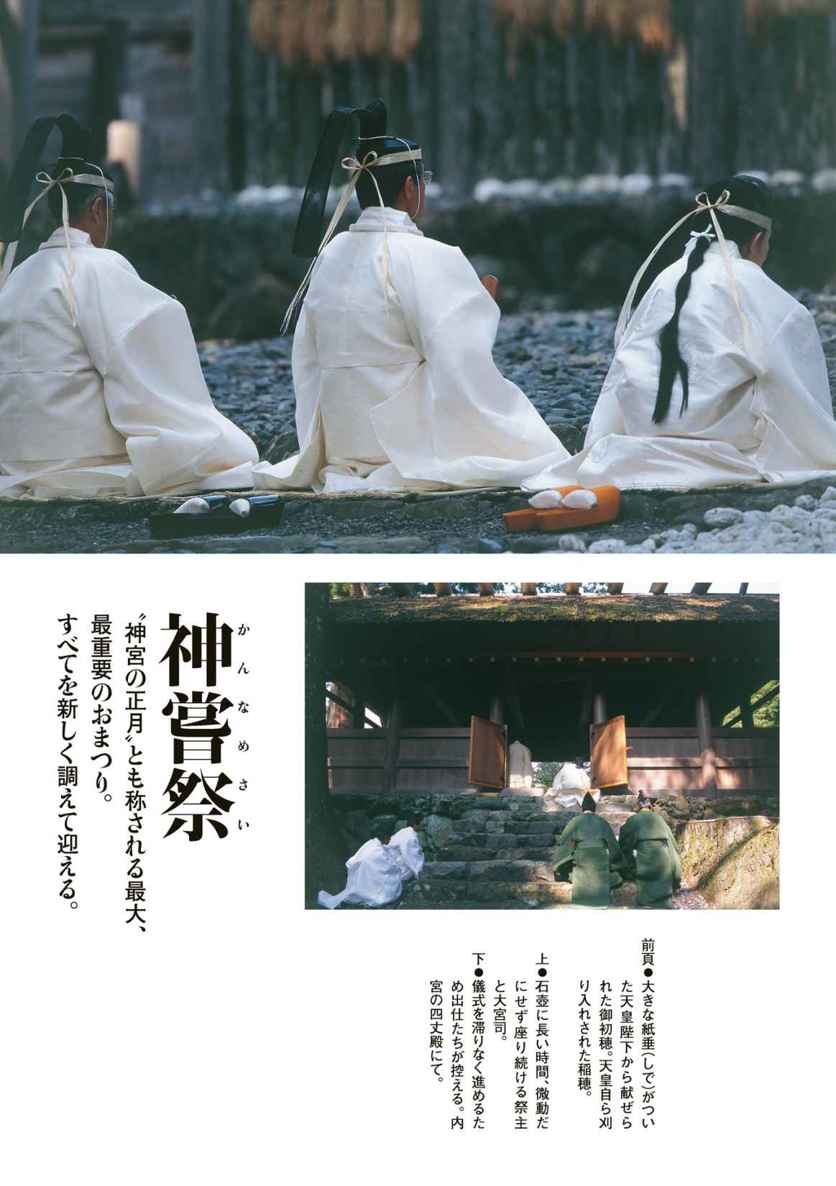 神嘗祭
かんなめさい
〝神宮の正月〟とも称される最大、
最重要のおまつり。
すべてを新しく調えて迎える。
前頁●大きな紙垂(しで)がつい
た天皇陛下から献ぜら
れた御初穂。天皇自ら刈
り入れされた稲穂。
上●石壺に長い時間、微動だ
にせず座り続ける祭主
と大宮司。
下●儀式を滞りなく進めるた
め出仕たちが控える。内
宮の四丈殿にて。